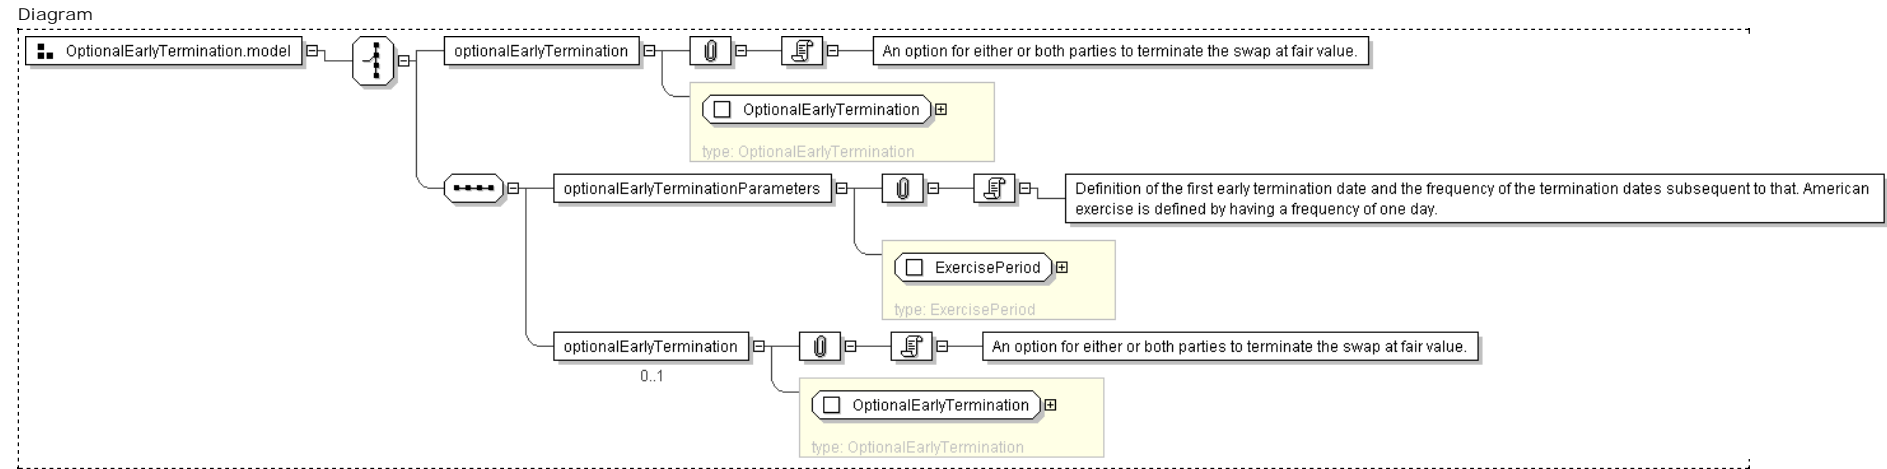 Diagram
OptionalEarlyTermination.model
optionalEarlyTermination
An option for either or both parties to terminate the swap at fair value.
OptionalEarlyTermination
type: OptionalEarlyTermination
optionalEarlyTerminationParameters
Definition of the first early termination date and the frequency of the termination dates subsequent to that. American
exercise is defined by having a frequency of one day.
ExercisePeriod
type: ExercisePeriod
optionalEarlyTermination
An option for either or both parties to terminate the swap at fair value.
0..1
OptionalEarlyTermination
type: OptionalEarlyTermination